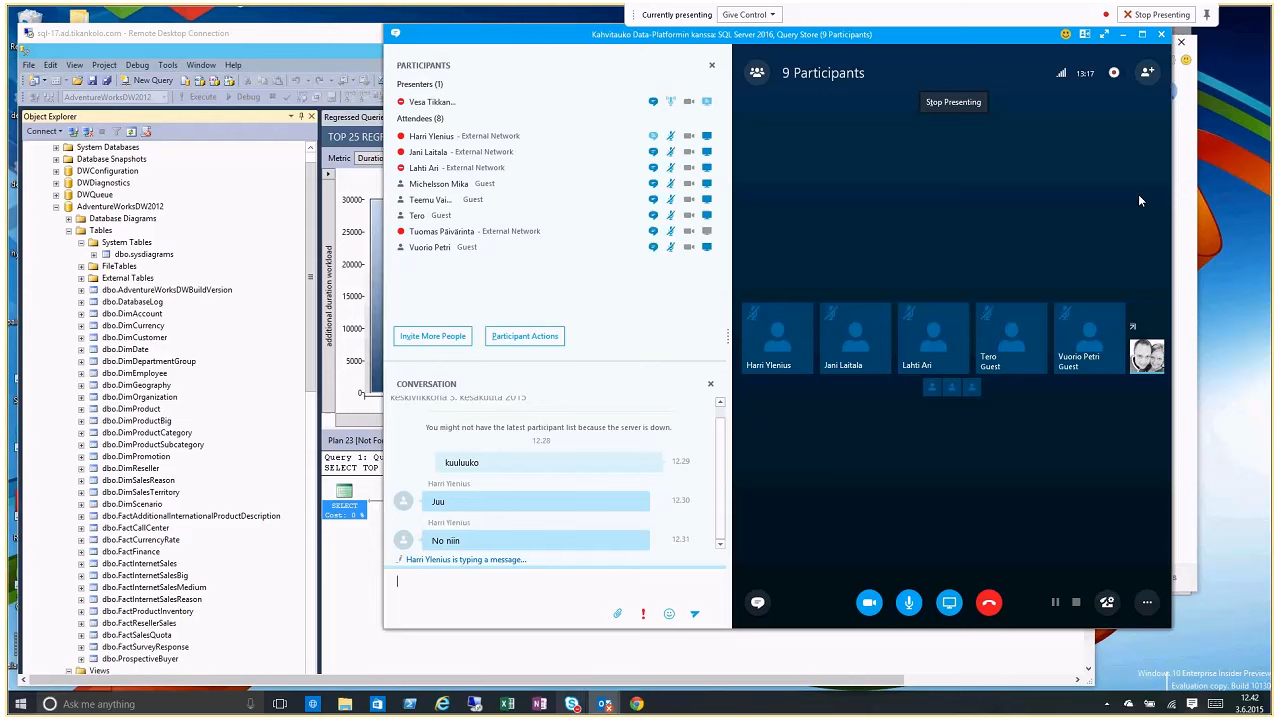 Currently presenting
Give Control
Stop Presenting
sql-17.ad.tikankolo.com - Remote Desktop Connection
Kahvitauko Data-Platformin kanssa: SQL Server 2016, Query Store (9 Participants)
File Edit View Project Debug Tools Window Help
New Query
AdventureWorksDW2012
Execute
Debug
Object Explorer
Connect
System Databases
Database Snapshots
DWConfiguration
DWDiagnostics
DWQueue
AdventureWorksDW2012
Database Diagrams
Tables
System Tables
dbo.sysdiagrams
FileTables
External Tables
dbo.AdventureWorksDWBuildVersion
dbo.DatabaseLog
dbo.DimAccount
dbo.DimCurrency
dbo.DimCustomer
dbo.DimDate
dbo.DimDepartmentGroup
dbo.DimEmployee
dbo.DimGeography
dbo.DimOrganization
dbo.DimProduct
dbo.DimProductBig
dbo.DimProductCategory
dbo.DimProductSubcategory
dbo.DimPromotion
dbo.DimReseller
dbo.DimSalesReason
dbo.DimSalesTerritory
dbo.DimScenario
dbo.FactAdditionalInternationalProductDescription
dbo.FactCallCenter
dbo.FactCurrencyRate
dbo.FactFinance
dbo.FactInternetSales
dbo.FactInternetSalesBig
dbo.FactInternetSalesMedium
dbo.FactInternetSalesReason
dbo.FactProductInventory
dbo.FactResellerSales
dbo.FactSalesQuota
dbo.FactSurveyResponse
dbo.ProspectiveBuyer
Views
Regressed Querie
TOP 25 REGR
Metric Duratio
30000
25000
20000
15000
10000
5000
0
additional duration workload
Plan 23 [Not For
Query 1: Qu
SELECT TOP
SELECT
Cost: 0 %
PARTICIPANTS
Presenters (1)
Vesa Tikkan...
Attendees (8)
Harri Ylenius - External Network
Jani Laitala - External Network
Lahti Ari - External Network
Michelsson Mika Guest
Teemu Vai... Guest
Tero Guest
Tuomas Päivärinta - External Network
Vuorio Petri Guest
Invite More People
Participant Actions
CONVERSATION
keskiviikkona 3. kesäkuuta 2015
You might not have the latest participant list because the server is down.
12.28
kuuluuko 12.29
Harri Ylenius
Juu 12.30
Harri Ylenius
No niin 12.31
Harri Ylenius is typing a message...
9 Participants
13:17
Stop Presenting
Harri Ylenius
Jani Laitala
Lahti Ari
Tero
Guest
Vuorio Petri
Guest
Windows 10 Enterprise Insider Preview
Evaluation copy. Build 10130
Ask me anything
12.42
3.6.2015